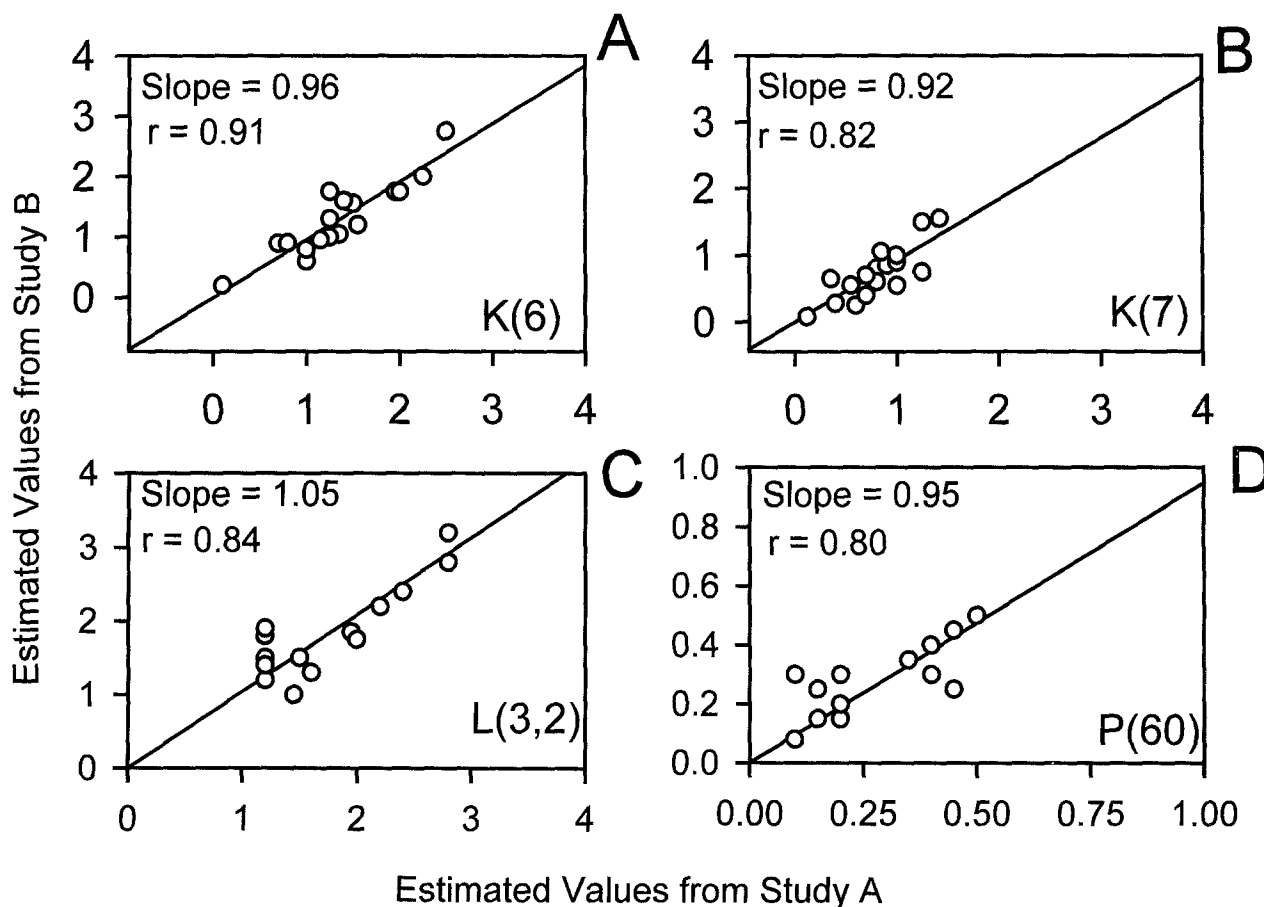 A
4
3
2
1
0
Slope = 0.96
r = 0.91
K(6)
0 1 2 3 4
B
4
3
2
1
0
Slope = 0.92
r = 0.82
K(7)
0 1 2 3 4
C
4
3
2
1
0
Slope = 1.05
r = 0.84
L(3,2)
0 1 2 3 4
D
1.0
0.8
0.6
0.4
0.2
0.0
Slope = 0.95
r = 0.80
P(60)
0.00 0.25 0.50 0.75 1.00
Estimated Values from Study B
Estimated Values from Study A